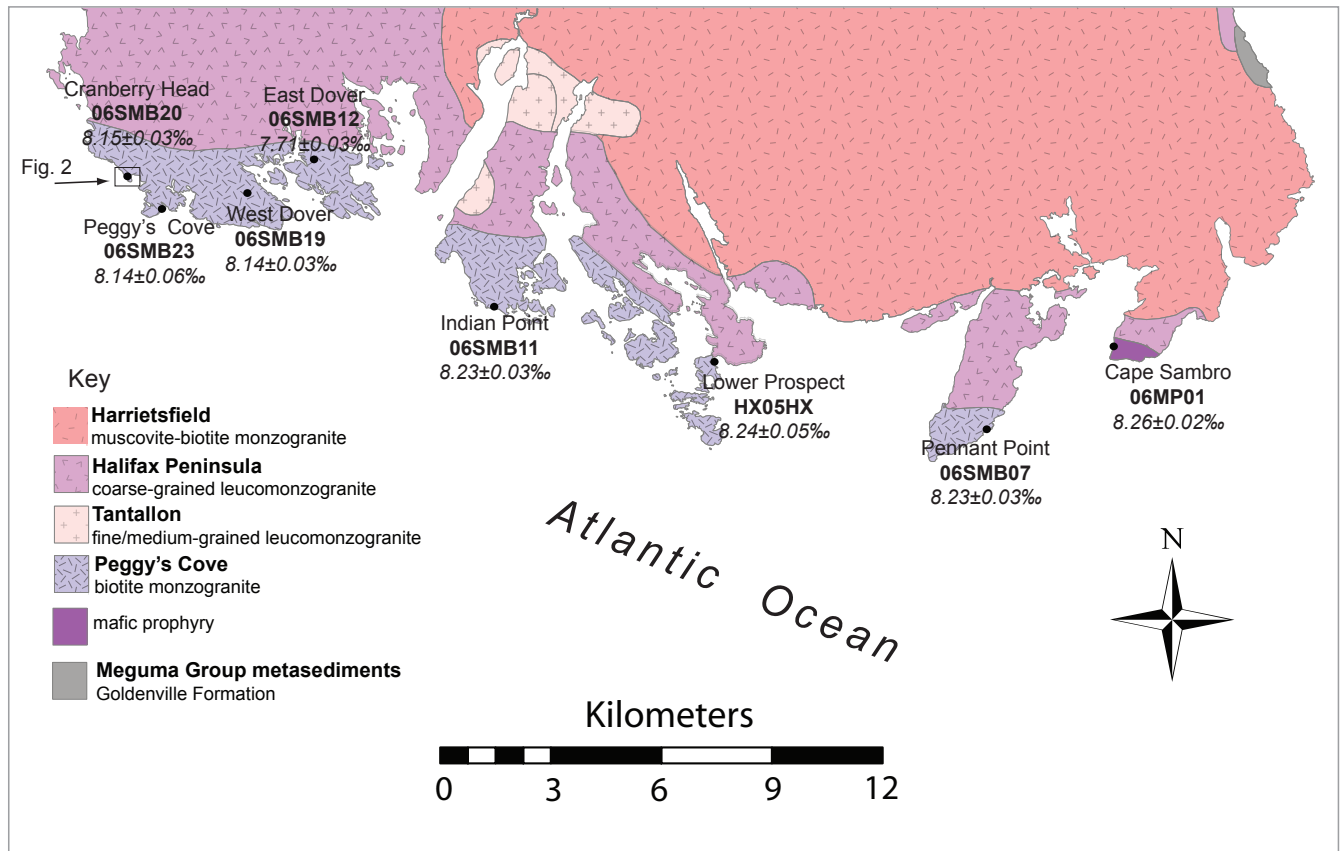 Cranberry Head
06SMB20
8.15±0.03‰
East Dover
06SMB12
7.71±0.03‰
Fig. 2
Peggy's Cove
06SMB23
8.14±0.06‰
West Dover
06SMB19
8.14±0.03‰
Indian Point
06SMB11
8.23±0.03‰
Lower Prospect
HX05HX
8.24±0.05‰
Pennant Point
06SMB07
8.23±0.03‰
Cape Sambro
06MP01
8.26±0.02‰
Key
Harrietsfield
muscovite-biotite monzogranite
Halifax Peninsula
coarse-grained leucomonzogranite
Tantallon
fine/medium-grained leucomonzogranite
Peggy's Cove
biotite monzogranite
mafic prophyry
Meguma Group metasediments
Goldenville Formation
Atlantic Ocean
N
Kilometers
0 3 6 9 12